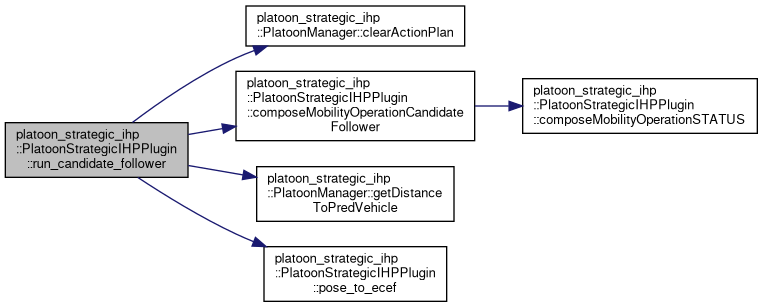 platoon_strategic_ihp
::PlatoonStrategicIHPPlugin
::run_candidate_follower
platoon_strategic_ihp
::PlatoonManager::clearActionPlan
platoon_strategic_ihp
::PlatoonStrategicIHPPlugin
::composeMobilityOperationCandidate
Follower
platoon_strategic_ihp
::PlatoonStrategicIHPPlugin
::composeMobilityOperationSTATUS
platoon_strategic_ihp
::PlatoonManager::getDistance
ToPredVehicle
platoon_strategic_ihp
::PlatoonStrategicIHPPlugin
::pose_to_ecef